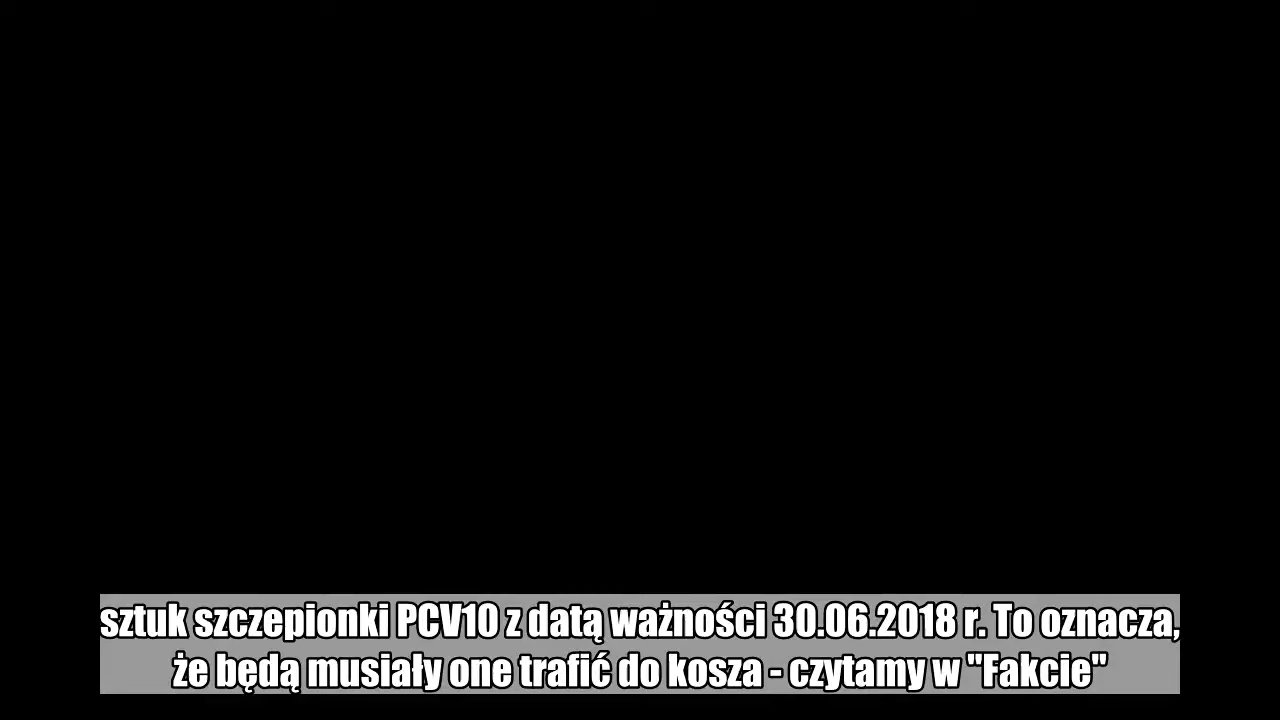 sztuk szczepionki PCV10 z datą ważności 30.06.2018 r. To oznacza,
że będą musiały one trafić do kosza - czytamy w "Fakcie"